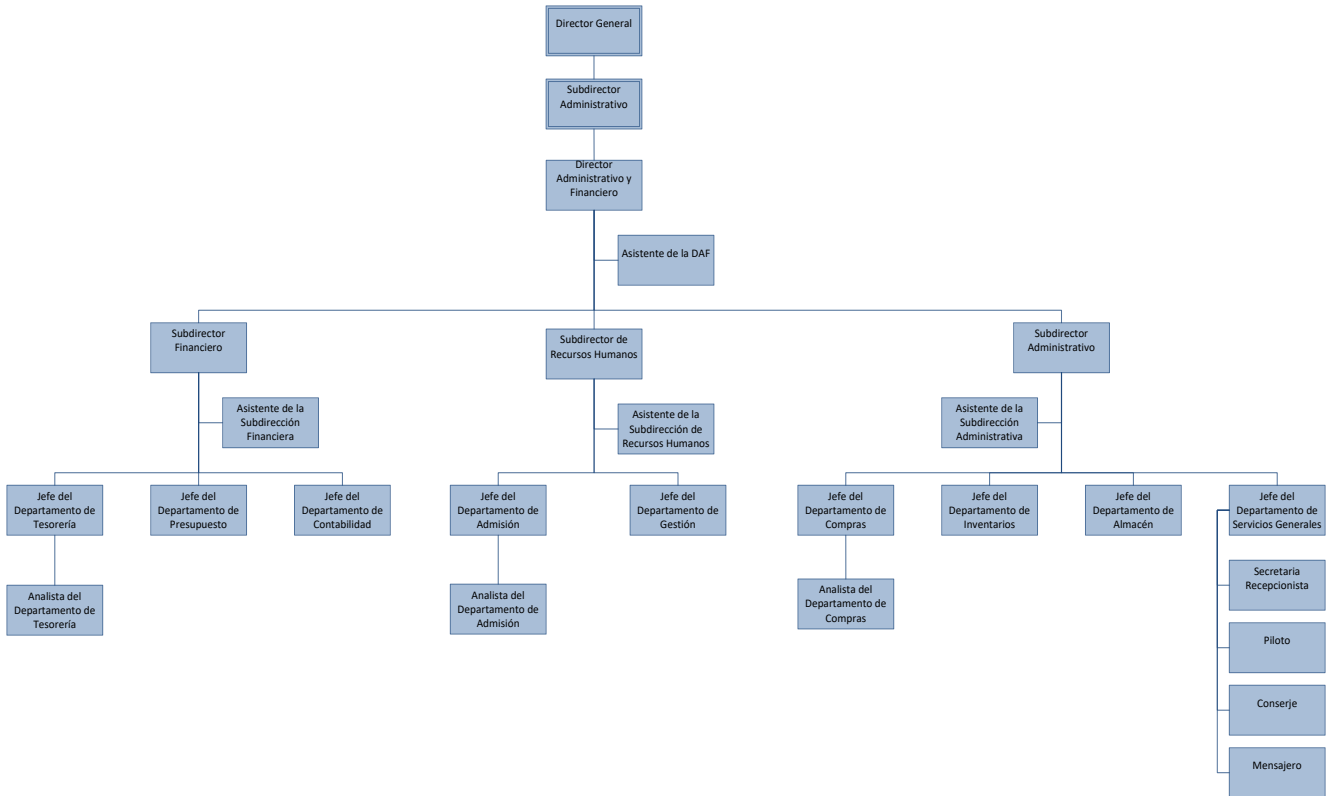 Director General
Subdirector
Administrativo
Director
Administrativo y
Financiero
Asistente de la DAF
Subdirector
Financiero
Subdirector de
Recursos Humanos
Subdirector
Administrativo
Asistente de la
Subdirección
Financiera
Asistente de la
Subdirección de
Recursos Humanos
Asistente de la
Subdirección
Administrativa
Jefe del
Departamento de
Tesorería
Jefe del
Departamento de
Presupuesto
Jefe del
Departamento de
Contabilidad
Jefe del
Departamento de
Admisión
Jefe del
Departamento de
Gestión
Jefe del
Departamento de
Compras
Jefe del
Departamento de
Inventarios
Jefe del
Departamento de
Almacén
Jefe del
Departamento de
Servicios Generales
Analista del
Departamento de
Tesorería
Analista del
Departamento de
Admisión
Analista del
Departamento de
Compras
Secretaria
Recepcionista
Piloto
Conserje
Mensajero